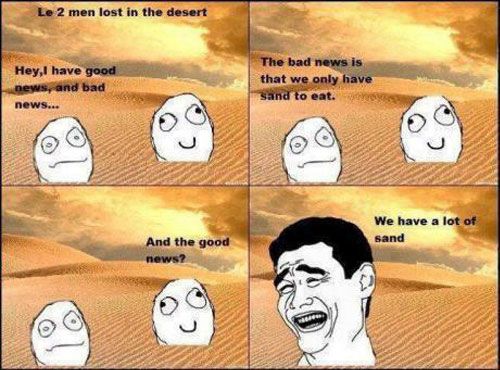 Le 2 men lost in the desert
Hey,I have good
news, and bad
news...
The bad news is
that we only have
sand to eat.
And the good
news?
We have a lot of
sand